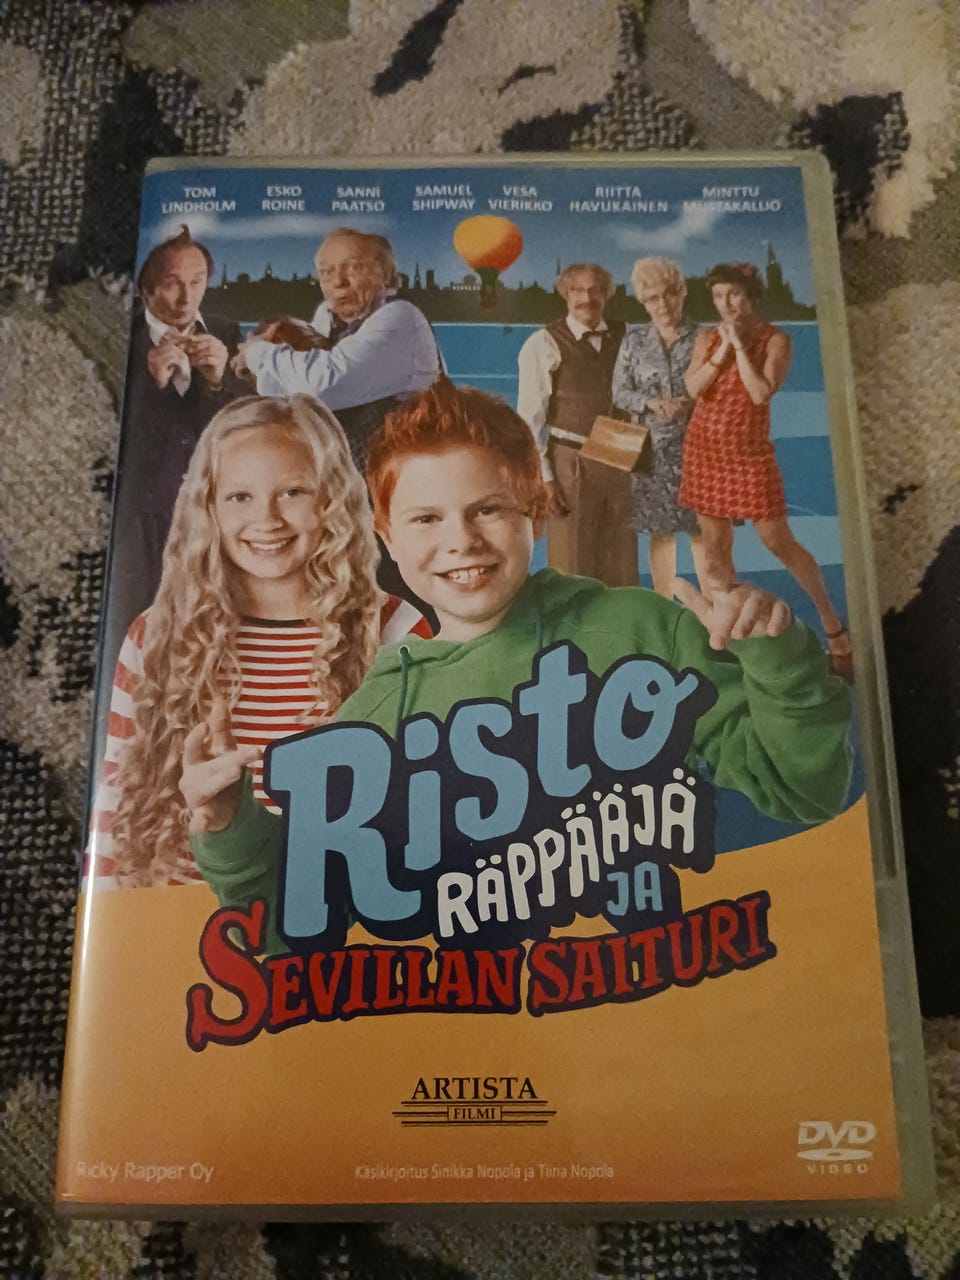 TOM LINDHOLM
ESKO ROINE
SANNI PAATSO
SAMUEL SHIPWAY
VESA VIERIKKO
RIITTA HAVUKAINEN
MINTTU MUSTAKALLIO
Risto
RÄPPÄÄJÄ
JA
SEVILLAN SAITURI
ARTISTA
FILMI
DVD
VIDEO
Ricky Rapper Oy
Käsikirjoitus Sinikka Nopola ja Tiina Nopola